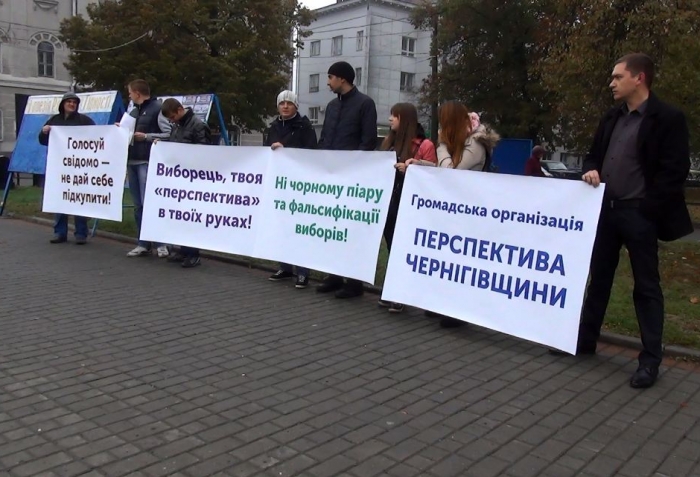 Голосуй
свідомо —
не дай себе
підкупити!
Виборець, твоя
«перспектива»
в твоїх руках!
Ні чорному піару
та фальсифікації
виборів!
Громадська організація
ПЕРСПЕКТИВА
ЧЕРНІГІВЩИНИ